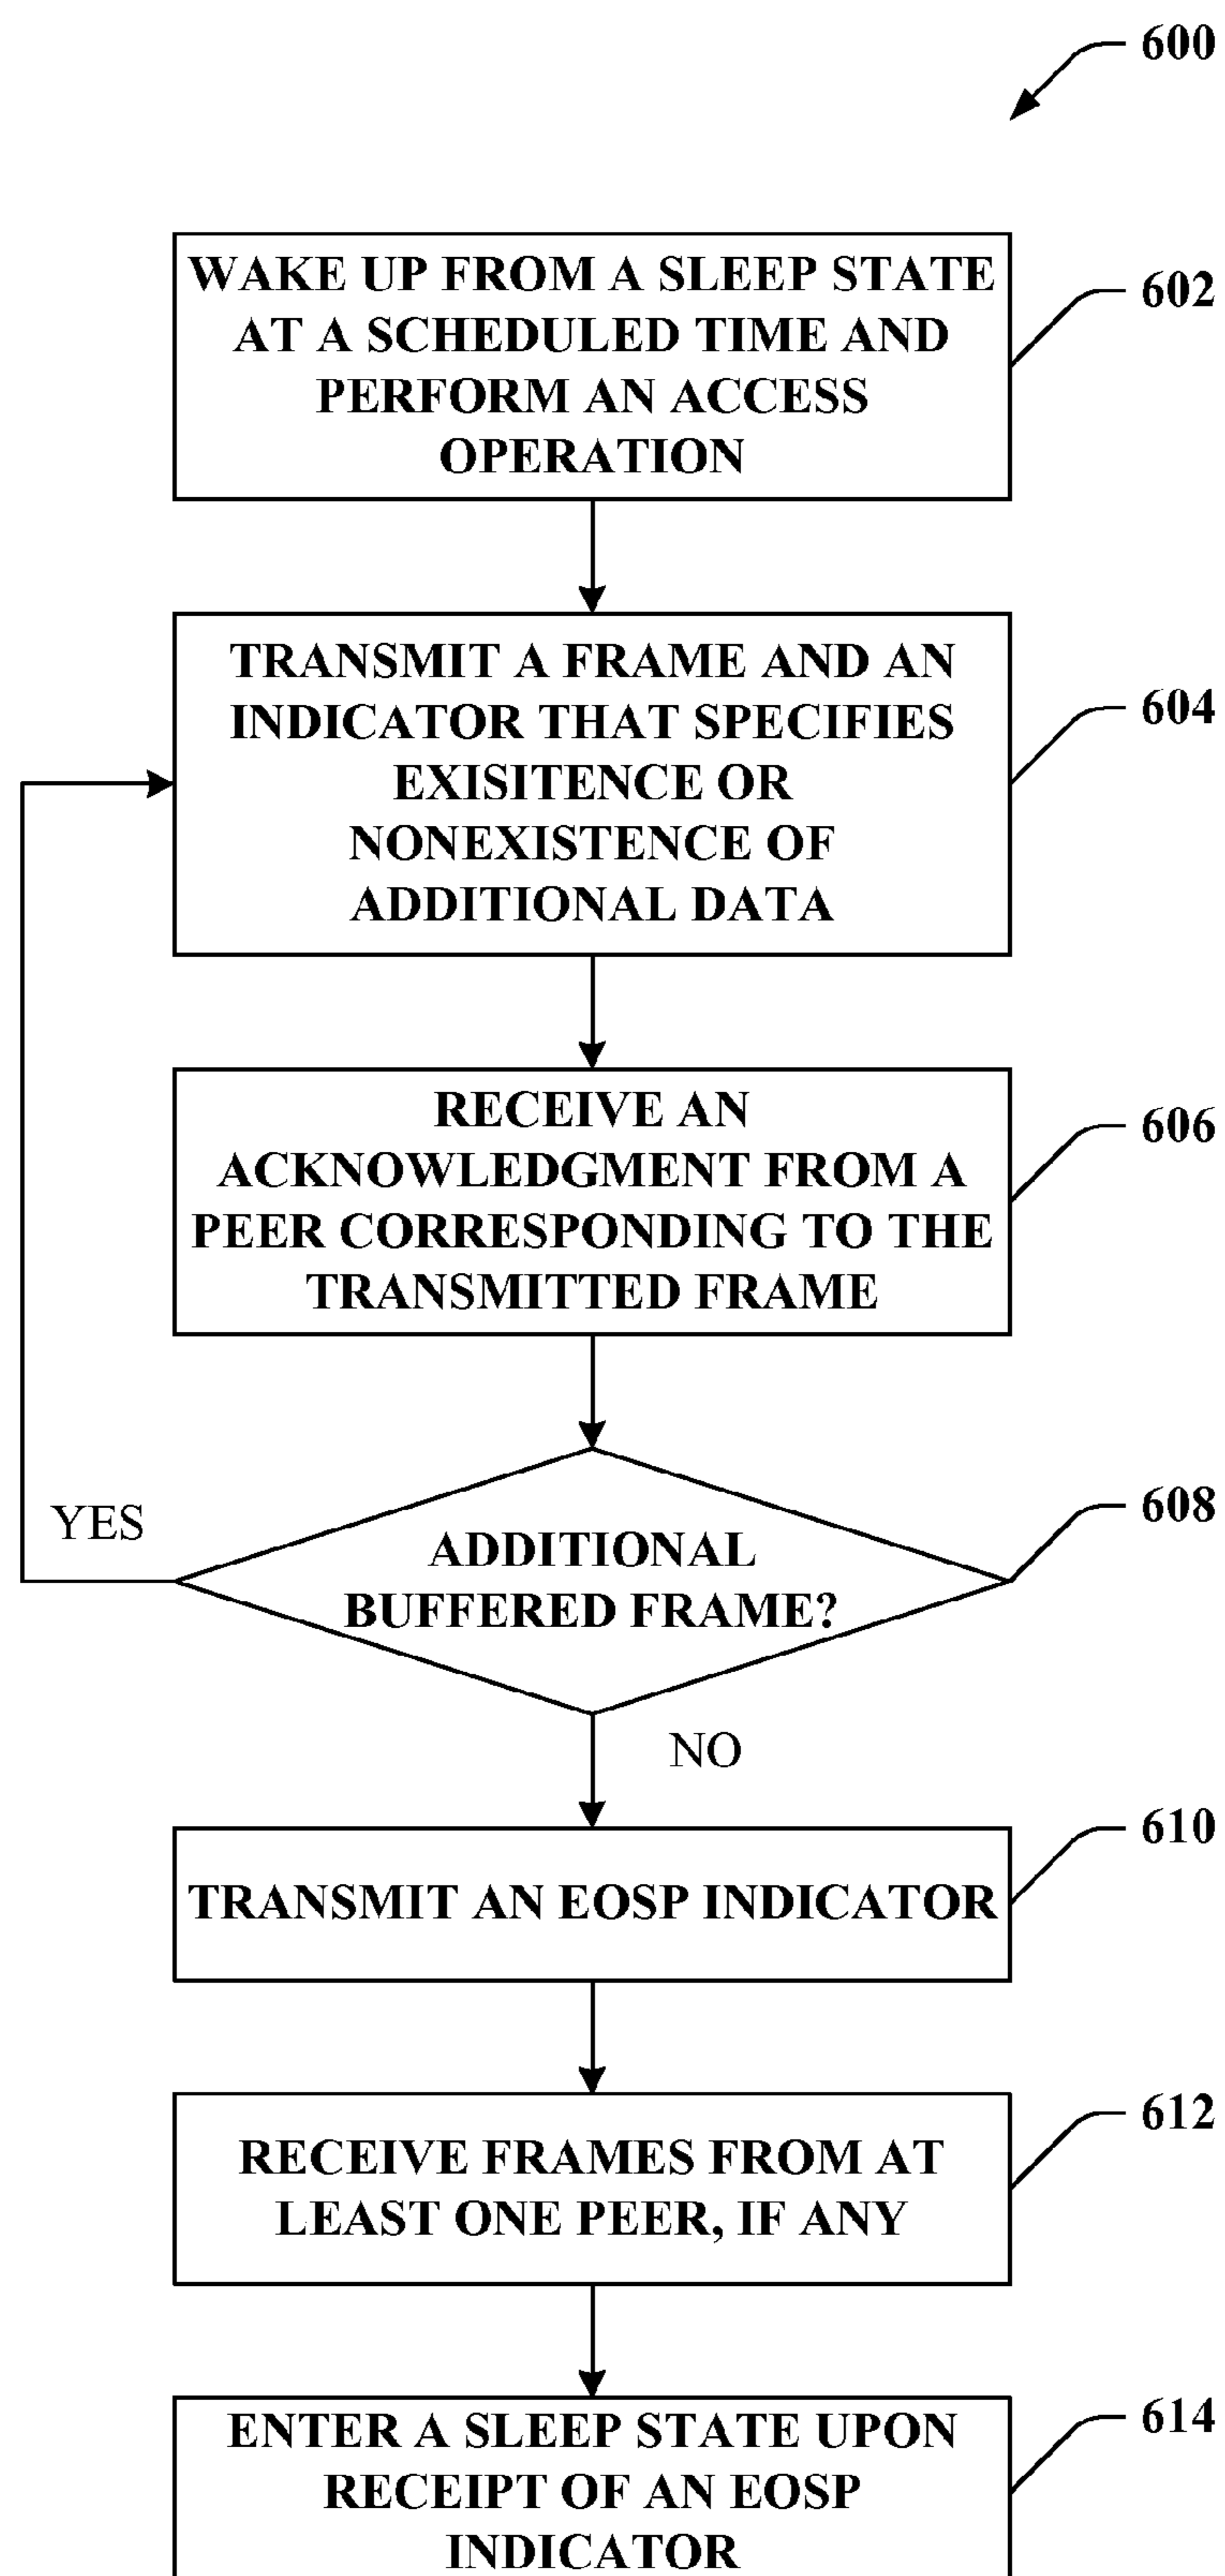 600
WAKE UP FROM A SLEEP STATE
AT A SCHEDULED TIME AND
PERFORM AN ACCESS
OPERATION
602
TRANSMIT A FRAME AND AN
INDICATOR THAT SPECIFIES
EXISITENCE OR
NONEXISTENCE OF
ADDITIONAL DATA
604
RECEIVE AN
ACKNOWLEDGMENT FROM A
PEER CORRESPONDING TO THE
TRANSMITTED FRAME
606
YES
ADDITIONAL
BUFFERED FRAME?
608
NO
TRANSMIT AN EOSP INDICATOR
610
RECEIVE FRAMES FROM AT
LEAST ONE PEER, IF ANY
612
ENTER A SLEEP STATE UPON
RECEIPT OF AN EOSP
INDICATOR
614